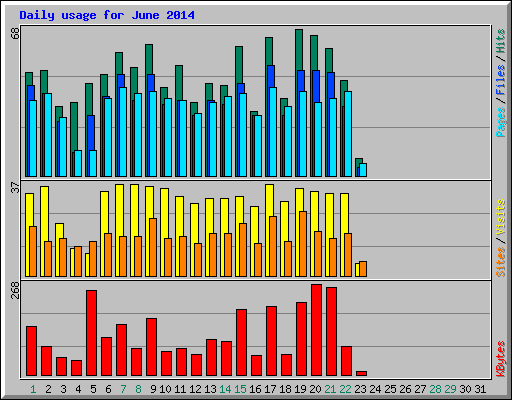 Daily usage for June 2014
68
Pages / Files / Hits
37
Sites / Visits
268
KBytes
1 2 3 4 5 6 7 8 9 10 11 12 13 14 15 16 17 18 19 20 21 22 23 24 25 26 27 28 29 30 31